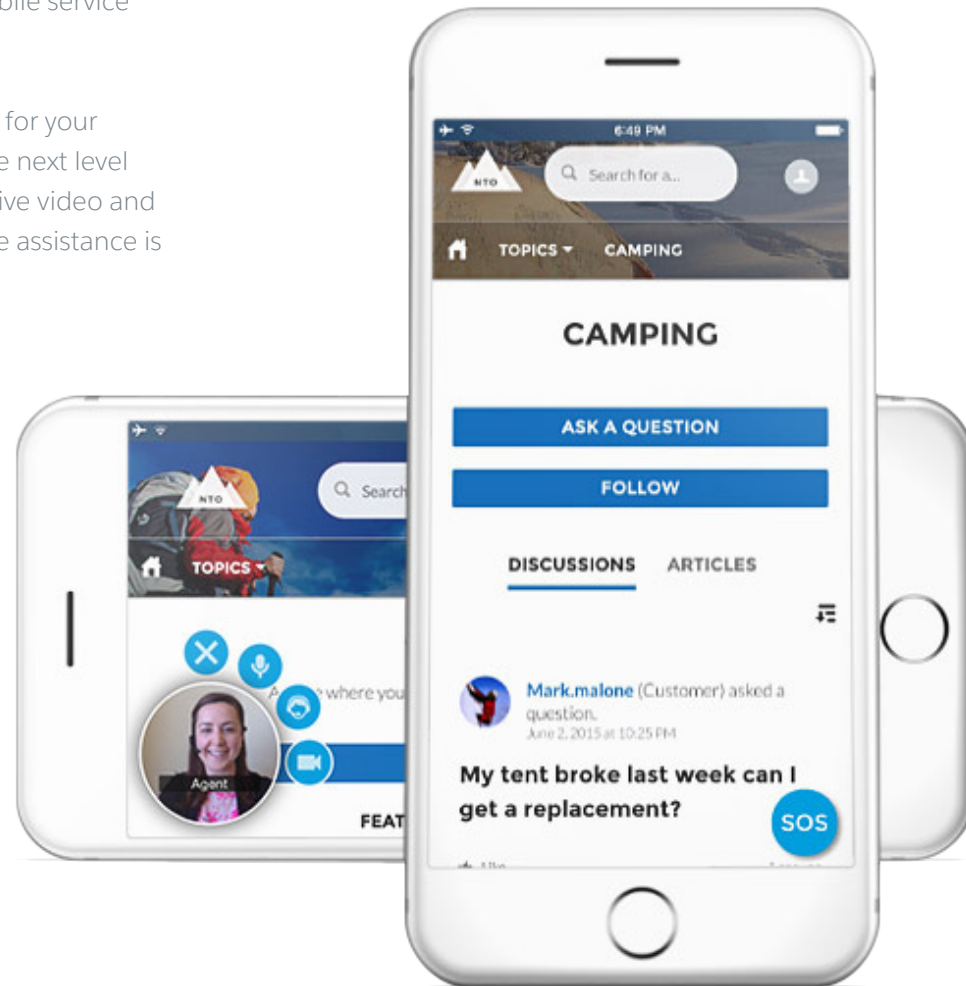 bile service
for your
e next level
ive video and
e assistance is
6:49 PM
NTO
Search for a...
TOPICS
CAMPING
CAMPING
ASK A QUESTION
FOLLOW
DISCUSSIONS
ARTICLES
Mark.malone (Customer) asked a
question.
June 2, 2015 at 10:25 PM
My tent broke last week can I
get a replacement?
SOS
Like
NTO
Search
TOPICS
where you
Agent
FEAT